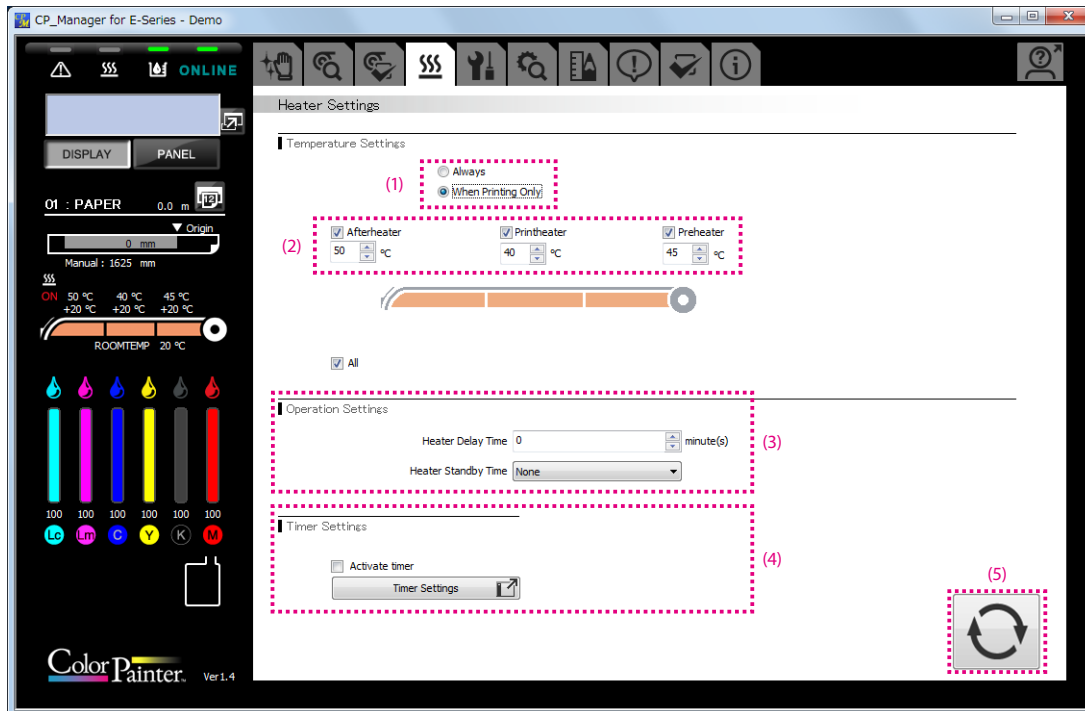 CP_Manager for E-Series - Demo
ONLINE
DISPLAY
PANEL
01 : PAPER 0.0 m
12
▼ Origin
0 mm
Manual : 1625 mm
ON 50 ℃ 40 ℃ 45 ℃
+20 ℃ +20 ℃ +20 ℃
ROOMTEMP 20 ℃
100 100 100 100 100 100
Lc Lm C Y K M
Color Painter
Ver1.4
Heater Settings
Temperature Settings
(1)
Always
When Printing Only
(2)
Afterheater Printheater Preheater
50 ℃ 40 ℃ 45 ℃
All
Operation Settings
Heater Delay Time 0 minute(s)
(3)
Heater Standby Time None
Timer Settings
Activate timer
(4)
Timer Settings
(5)